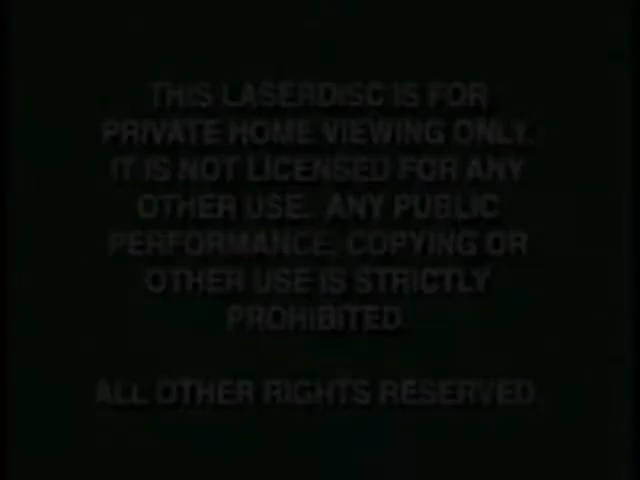 THIS LASERDISC IS FOR
PRIVATE HOME VIEWING ONLY.
IT IS NOT LICENSED FOR ANY
OTHER USE. ANY PUBLIC
PERFORMANCE, COPYING OR
OTHER USE IS STRICTLY
PROHIBITED.
ALL OTHER RIGHTS RESERVED.